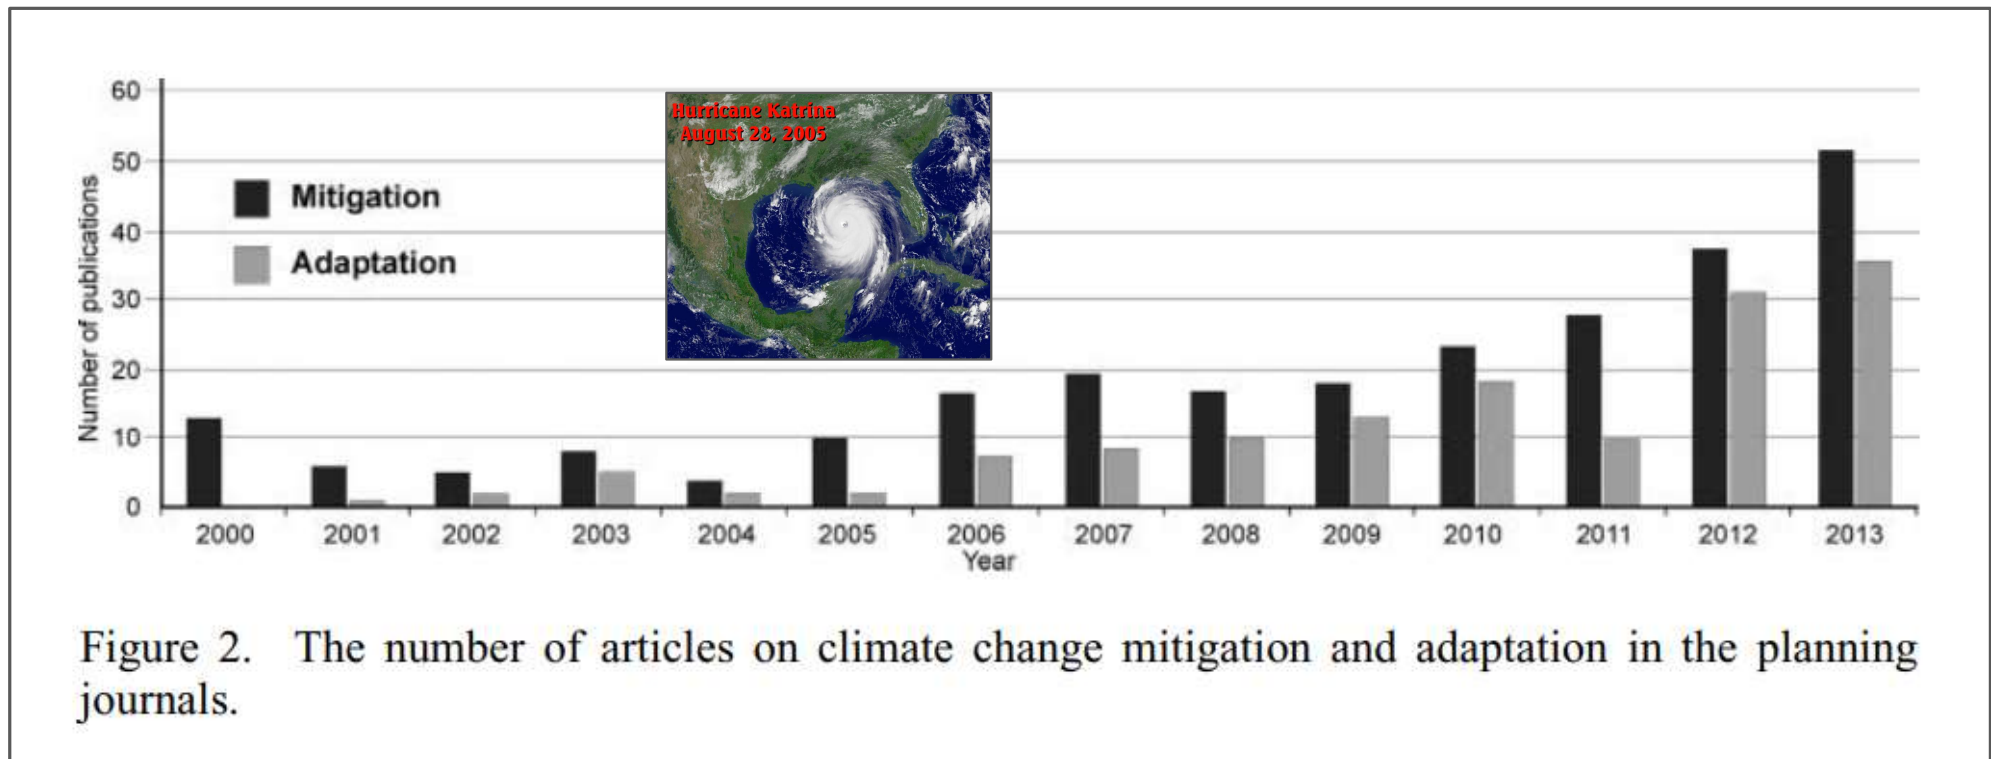 60
Hurricane Katrina
August 28, 2005
50
Mitigation
40
Adaptation
30
20
10
0
Number of publications
2000 2001 2002 2003 2004 2005 2006 2007 2008 2009 2010 2011 2012 2013
Year
Figure 2. The number of articles on climate change mitigation and adaptation in the planning
journals.